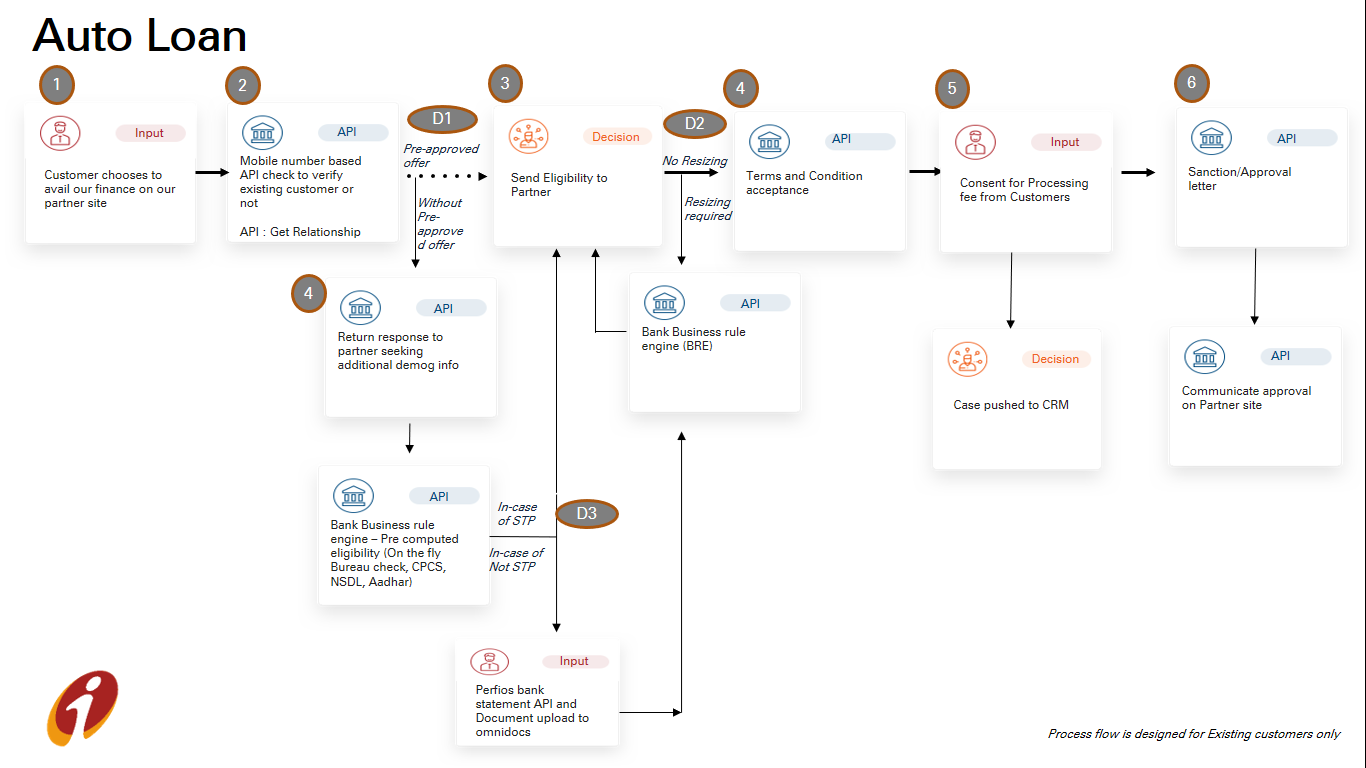 Auto Loan
1
Input
Customer chooses to
avail our finance on our
partner site
2
API
Mobile number based
API check to verify
existing customer or
not
API : Get Relationship
D1
Pre-approved
offer
Without
Pre-
approve
d offer
3
Decision
Send Eligibility to
Partner
D2
No Resizing
Resizing
required
4
API
Terms and Condition
acceptance
5
Input
Consent for Processing
fee from Customers
6
API
Sanction/Approval
letter
4
API
Return response to
partner seeking
additional demog info
API
Bank Business rule
engine (BRE)
Decision
Case pushed to CRM
API
Communicate approval
on Partner site
API
Bank Business rule
engine – Pre computed
eligibility (On the fly
Bureau check, CPCS,
NSDL, Aadhar)
In-case
of STP
D3
In-case of
Not STP
Input
Perfios bank
statement API and
Document upload to
omnidocs
Process flow is designed for Existing customers only